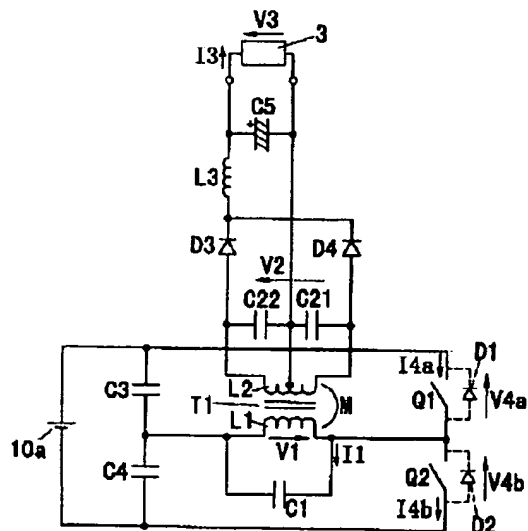 V3
I3
3
C5
+
L3
D3
D4
V2
C22
C21
L2
T1
M
L1
V1
I1
C1
C3
C4
10a
I4a
D1
Q1
V4a
Q2
V4b
I4b
D2